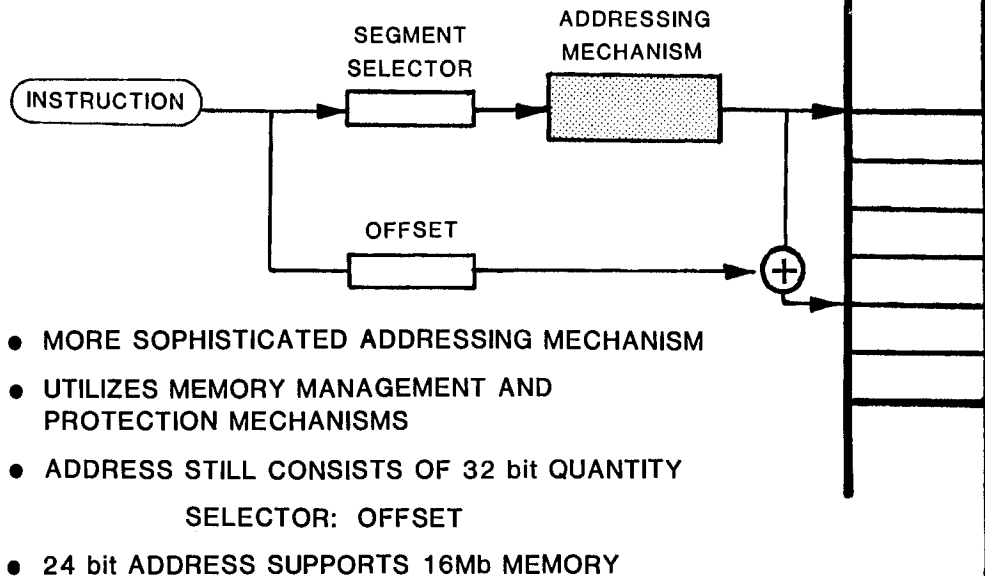 ADDRESSING
MECHANISM
SEGMENT
SELECTOR
INSTRUCTION
OFFSET
+
● MORE SOPHISTICATED ADDRESSING MECHANISM
● UTILIZES MEMORY MANAGEMENT AND
PROTECTION MECHANISMS
● ADDRESS STILL CONSISTS OF 32 bit QUANTITY
SELECTOR: OFFSET
● 24 bit ADDRESS SUPPORTS 16Mb MEMORY